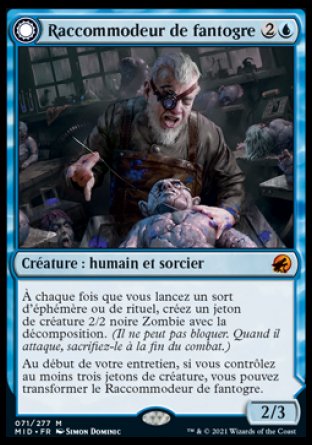 Raccommodeur de fantogre 2
Créature : humain et sorcier
À chaque fois que vous lancez un sort
d'éphémère ou de rituel, créez un jeton
de créature 2/2 noire Zombie avec la
décomposition. (Il ne peut pas bloquer. Quand il
attaque, sacrifiez-le à la fin du combat.)
Au début de votre entretien, si vous contrôlez
au moins trois jetons de créature, vous pouvez
transformer le Raccommodeur de Fantogre.
2/3
071/277 M
MID • FR SIMON DOMINIC
™ & © 2021 Wizards of the Coast